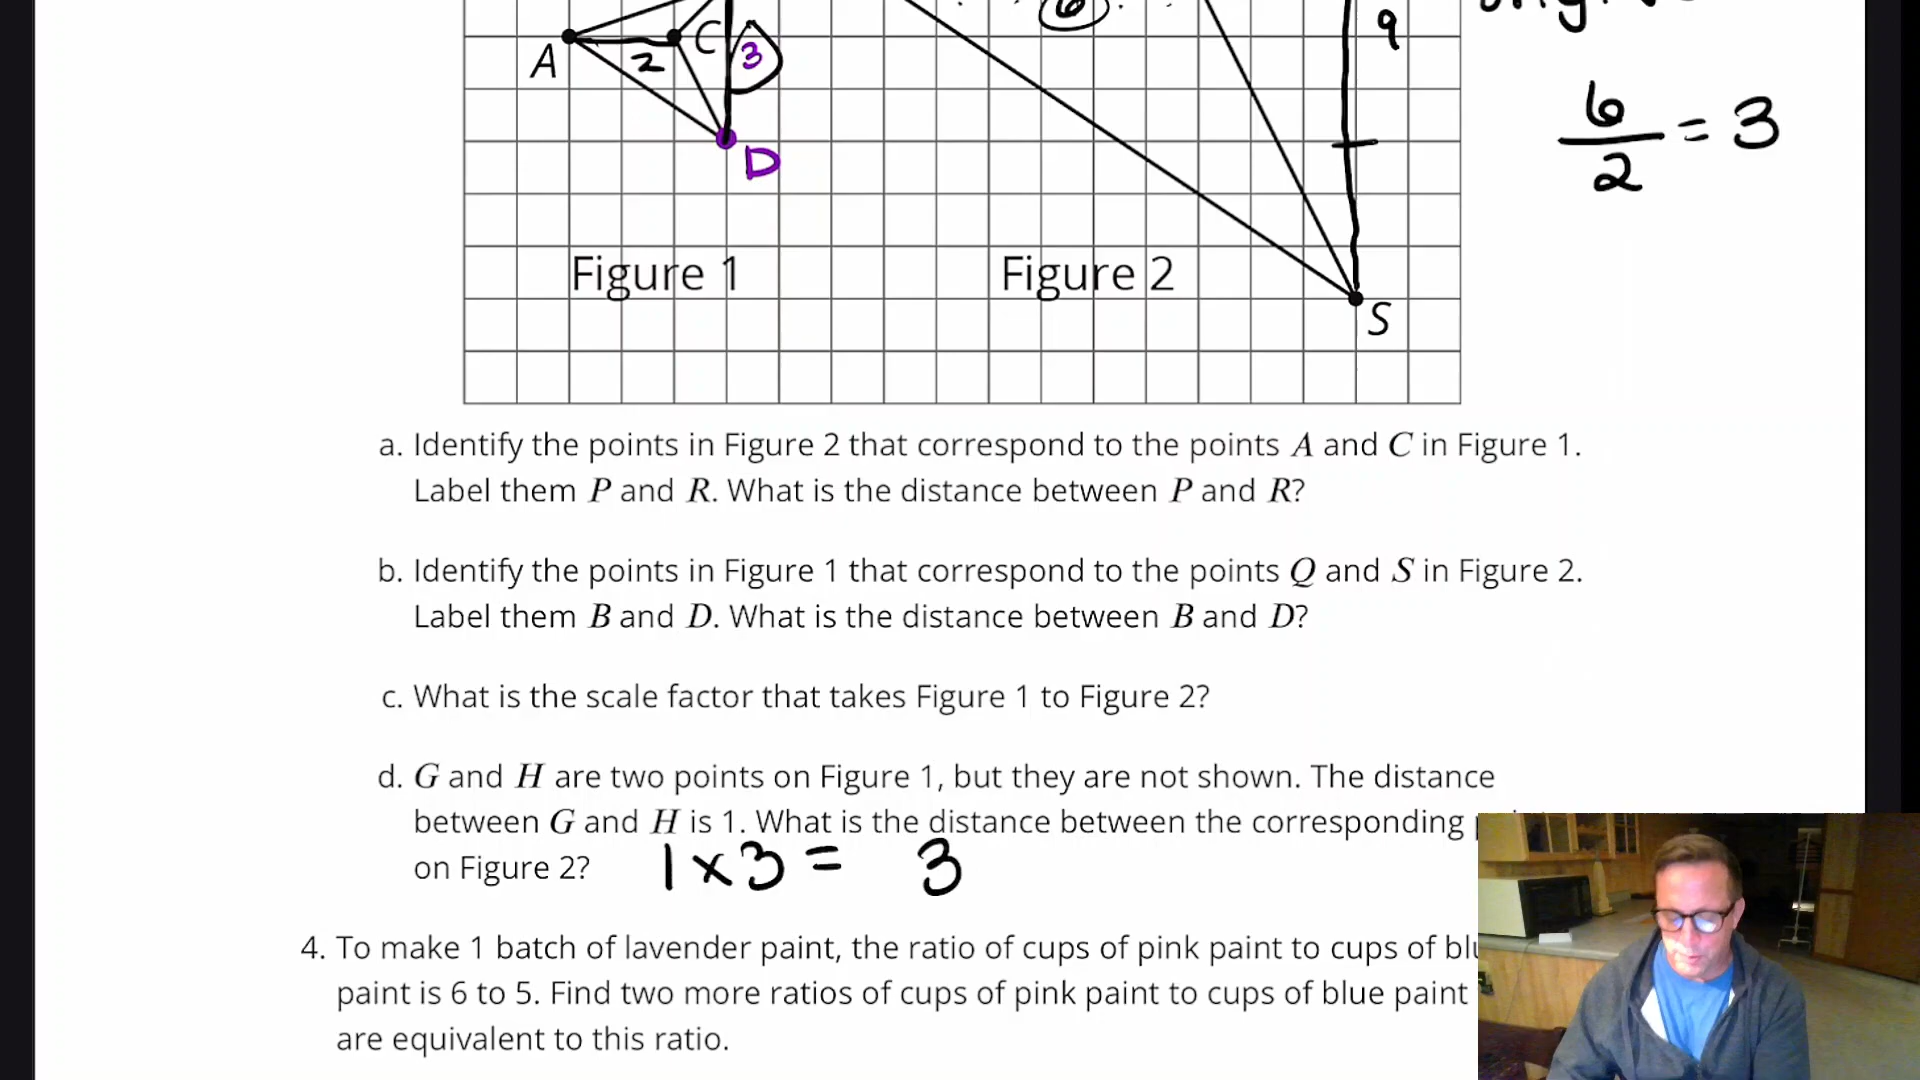 6
9
A
2
C
3
D
6
2
= 3
Figure 1
Figure 2
S
a. Identify the points in Figure 2 that correspond to the points A and C in Figure 1.
Label them P and R. What is the distance between P and R?
b. Identify the points in Figure 1 that correspond to the points Q and S in Figure 2.
Label them B and D. What is the distance between B and D?
c. What is the scale factor that takes Figure 1 to Figure 2?
d. G and H are two points on Figure 1, but they are not shown. The distance
between G and H is 1. What is the distance between the corresponding
on Figure 2? 1 x 3 = 3
4. To make 1 batch of lavender paint, the ratio of cups of pink paint to cups of
paint is 6 to 5. Find two more ratios of cups of pink paint to cups of blue paint
are equivalent to this ratio.